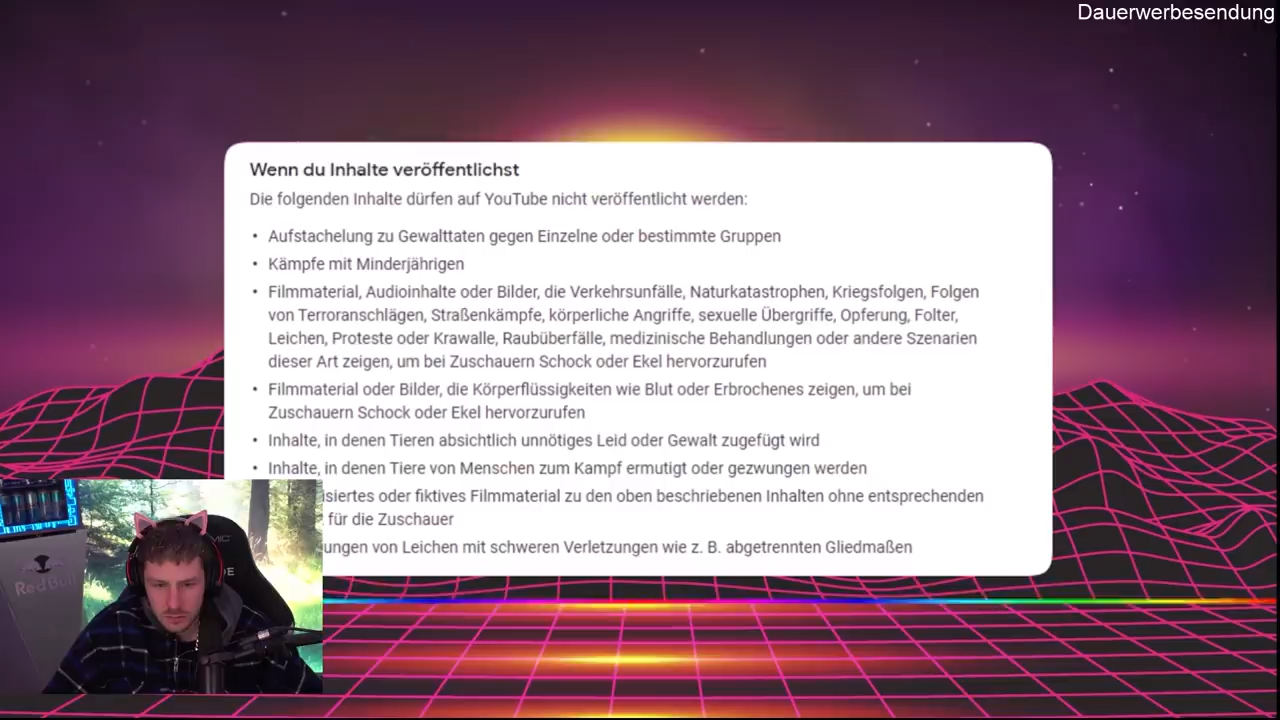 Dauerwerbesendung
Wenn du Inhalte veröffentlichst
Die folgenden Inhalte dürfen auf YouTube nicht veröffentlicht werden:
• Aufstachelung zu Gewalttaten gegen Einzelne oder bestimmte Gruppen
• Kämpfe mit Minderjährigen
• Filmmaterial, Audioinhalte oder Bilder, die Verkehrsunfälle, Naturkatastrophen, Kriegsfolgen, Folgen
von Terroranschlägen, Straßenkämpfe, körperliche Angriffe, sexuelle Übergriffe, Opferung, Folter,
Leichen, Proteste oder Krawalle, Raubüberfälle, medizinische Behandlungen oder andere Szenarien
dieser Art zeigen, um bei Zuschauern Schock oder Ekel hervorzurufen
• Filmmaterial oder Bilder, die Körperflüssigkeiten wie Blut oder Erbrochenes zeigen, um bei
Zuschauern Schock oder Ekel hervorzurufen
• Inhalte, in denen Tieren absichtlich unnötiges Leid oder Gewalt zugefügt wird
• Inhalte, in denen Tiere von Menschen zum Kampf ermutigt oder gezwungen werden
isiertes oder fiktives Filmmaterial zu den oben beschriebenen Inhalten ohne entsprechenden
für die Zuschauer
ungen von Leichen mit schweren Verletzungen wie z. B. abgetrennten Gliedmaßen
Red Bull